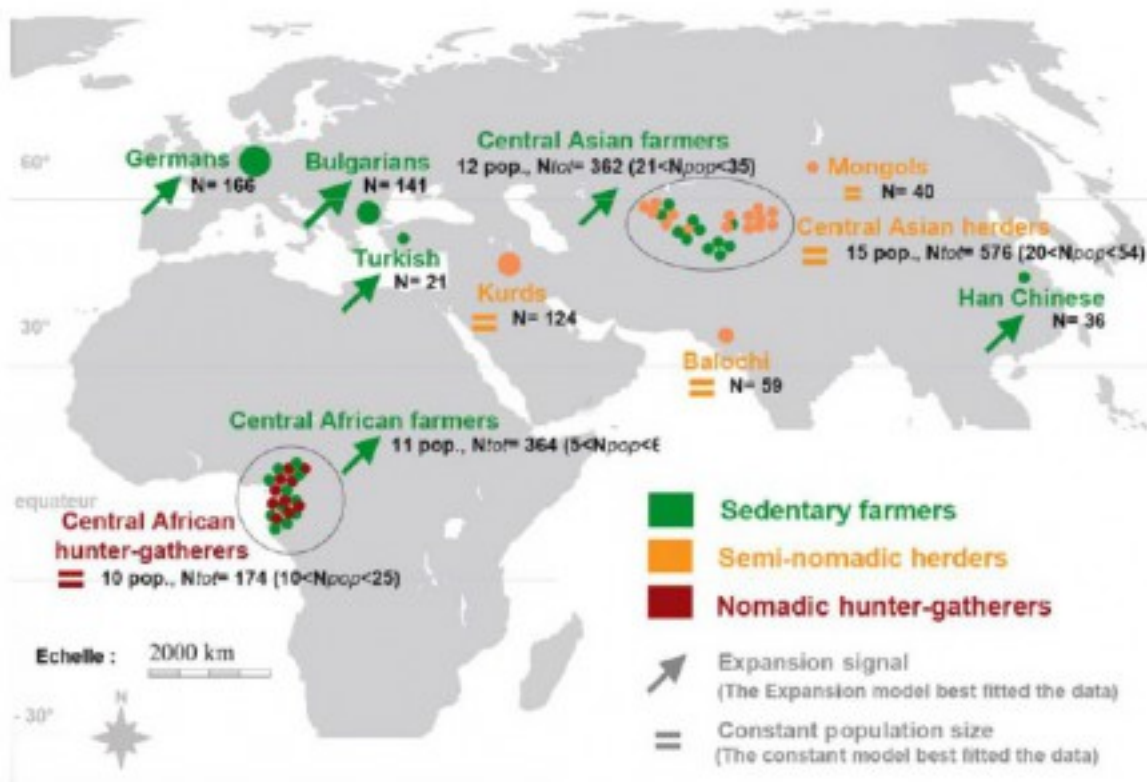 60°
Germans
N= 166
Bulgarians
N= 141
Turkish
N= 21
Central Asian farmers
12 pop., Ntot= 362 (21<Npop<35)
Mongols
N= 40
Central Asian herders
15 pop., Ntot= 576 (20<Npop<54)
Han Chinese
N= 36
30°
Kurds
N= 124
Balochi
N= 59
Central African farmers
11 pop., Ntot= 364 (5<Npop<
equateur
Central African
hunter-gatherers
10 pop., Ntot= 174 (10<Npop<25)
Sedentary farmers
Semi-nomadic herders
Nomadic hunter-gatherers
Echelle :
2000 km
N
- 30°
Expansion signal
(The Expansion model best fitted the data)
Constant population size
(The constant model best fitted the data)